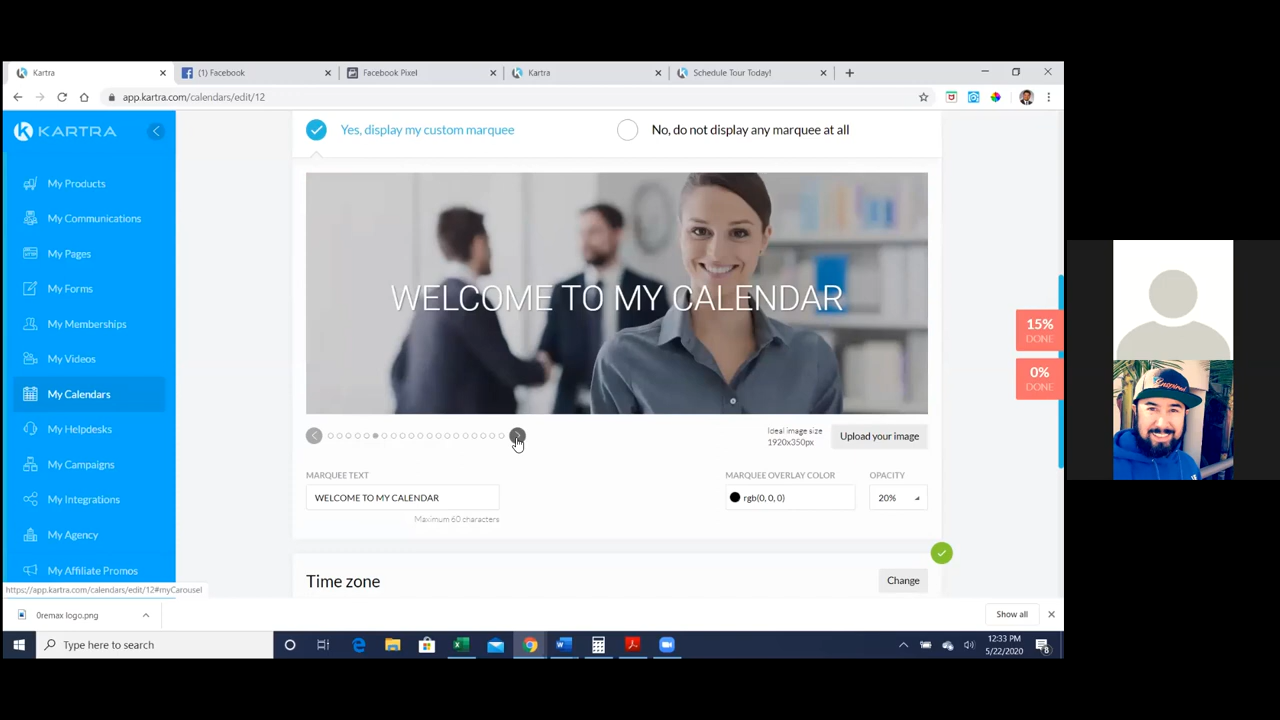 Kartra
(1) Facebook
Facebook Pixel
Kartra
Schedule Tour Today!
app.kartra.com/calendars/edit/12
KARTRA
My Products
My Communications
My Pages
My Forms
My Memberships
My Videos
My Calendars
My Helpdesks
My Campaigns
My Integrations
My Agency
My Affiliate Promos
Yes, display my custom marquee
No, do not display any marquee at all
WELCOME TO MY CALENDAR
Ideal image size
1920x350px
Upload your image
MARQUEE TEXT
WELCOME TO MY CALENDAR
Maximum 60 characters
MARQUEE OVERLAY COLOR
rgb(0, 0, 0)
OPACITY
20%
Time zone
Change
15%
DONE
0%
DONE
https://app.kartra.com/calendars/edit/12#myCarousel
0remax logo.png
Show all
Type here to search
12:33 PM
5/22/2020
8
Inspired